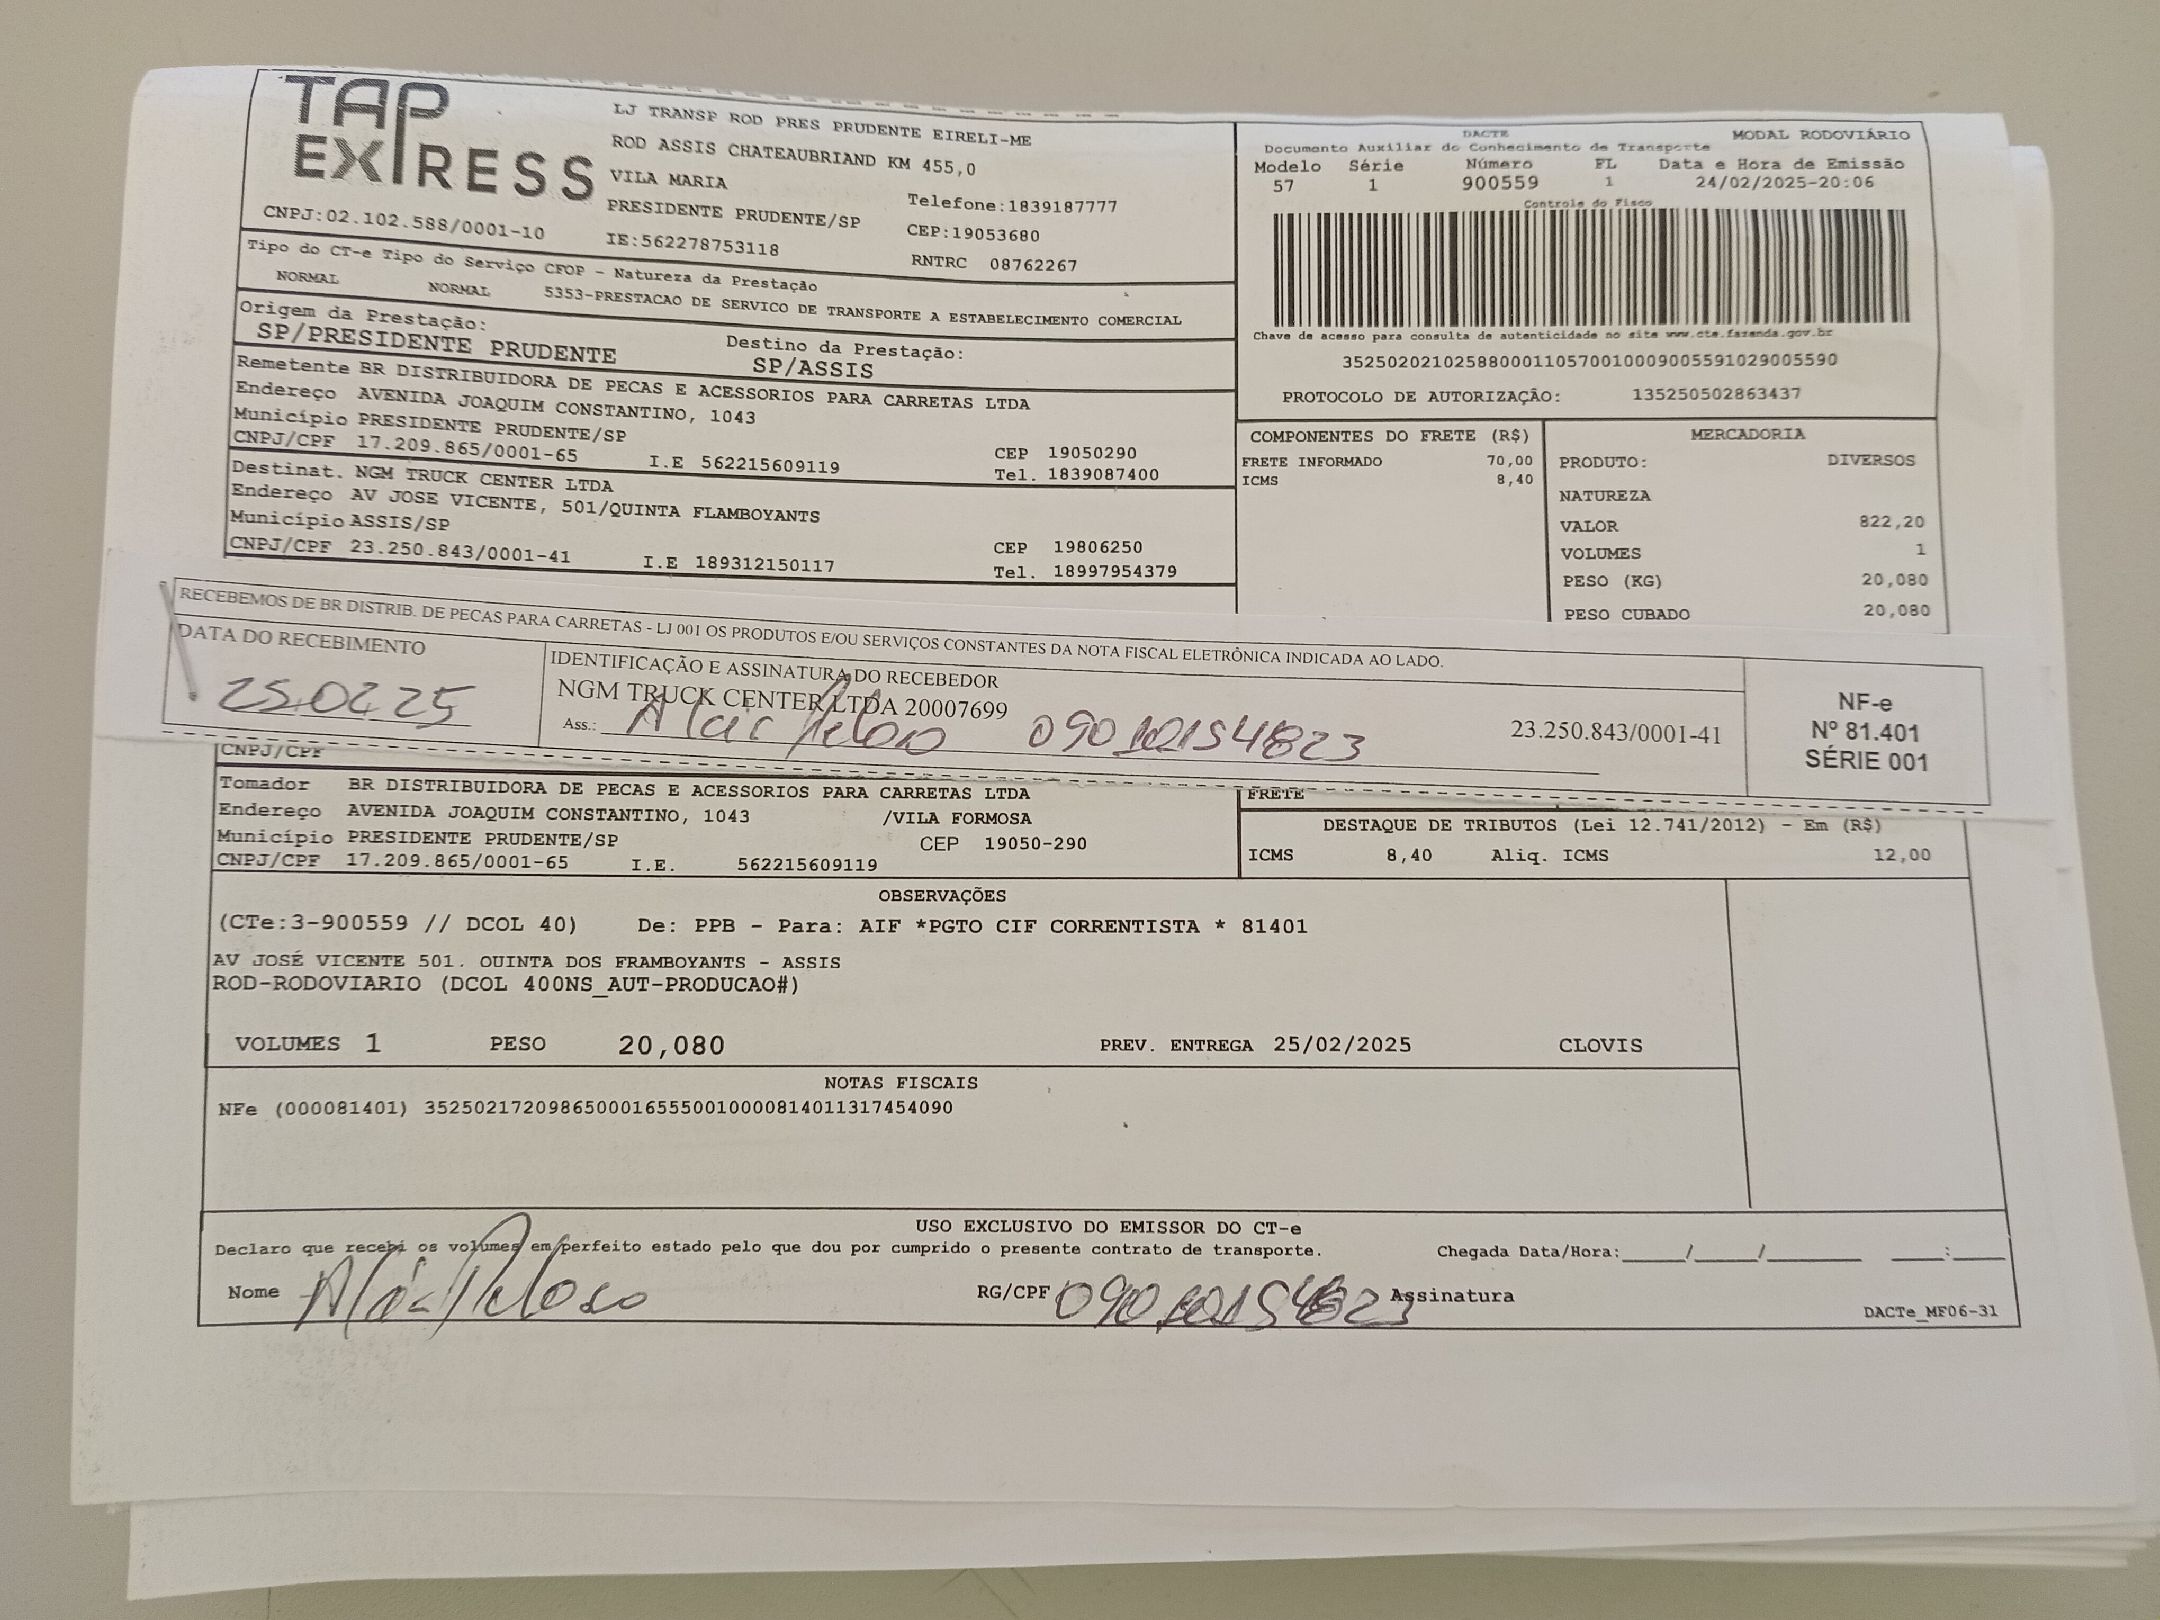 TAP EXPRESS
CNPJ:02.102.588/0001-10
LJ TRANSP ROD PRES PRUDENTE EIRELI-ME
ROD ASSIS CHATEAUBRIAND KM 455,0
VILA MARIA
PRESIDENTE PRUDENTE/SP
IE:562278753118
Telefone:1839187777
CEP:19053680
RNTRC 08762267
DACTE MODAL RODOVIÁRIO
Documento Auxiliar do Conhecimento de Transporte
Modelo Série Número FL Data e Hora de Emissão
57 1 900559 1 24/02/2025-20:06
Controle do Fisco
Chave de acesso para consulta de autenticidade no site www.cte.fazenda.gov.br
35250202102588000110570010009005591029005590
PROTOCOLO DE AUTORIZAÇÃO: 135250502863437
Tipo do CT-e Tipo do Serviço CFOP - Natureza da Prestação
NORMAL NORMAL 5353-PRESTACAO DE SERVICO DE TRANSPORTE A ESTABELECIMENTO COMERCIAL
Origem da Prestação: Destino da Prestação:
SP/PRESIDENTE PRUDENTE SP/ASSIS
Remetente BR DISTRIBUIDORA DE PECAS E ACESSORIOS PARA CARRETAS LTDA
Endereço AVENIDA JOAQUIM CONSTANTINO, 1043
Município PRESIDENTE PRUDENTE/SP CEP 19050290
CNPJ/CPF 17.209.865/0001-65 I.E 562215609119 Tel. 1839087400
Destinat. NGM TRUCK CENTER LTDA
Endereço AV JOSE VICENTE, 501/QUINTA FLAMBOYANTS
Município ASSIS/SP CEP 19806250
CNPJ/CPF 23.250.843/0001-41 I.E 189312150117 Tel. 18997954379
COMPONENTES DO FRETE (R$)
FRETE INFORMADO 70,00
ICMS 8,40
MERCADORIA
PRODUTO: DIVERSOS
NATUREZA
VALOR 822,20
VOLUMES 1
PESO (KG) 20,080
PESO CUBADO 20,080
RECEBEMOS DE BR DISTRIB. DE PECAS PARA CARRETAS - LJ 001 OS PRODUTOS E/OU SERVIÇOS CONSTANTES DA NOTA FISCAL ELETRÔNICA INDICADA AO LADO.
DATA DO RECEBIMENTO
25.02.25
IDENTIFICAÇÃO E ASSINATURA DO RECEBEDOR
NGM TRUCK CENTER LTDA 20007699
Ass.: 23.250.843/0001-41
NF-e
Nº 81.401
SÉRIE 001
CNPJ/CPF
Tomador BR DISTRIBUIDORA DE PECAS E ACESSORIOS PARA CARRETAS LTDA
Endereço AVENIDA JOAQUIM CONSTANTINO, 1043 /VILA FORMOSA
Município PRESIDENTE PRUDENTE/SP CEP 19050-290
CNPJ/CPF 17.209.865/0001-65 I.E. 562215609119
FRETE
DESTAQUE DE TRIBUTOS (Lei 12.741/2012) - Em (R$)
ICMS 8,40 Aliq. ICMS 12,00
OBSERVAÇÕES
(CTe:3-900559 // DCOL 40) De: PPB - Para: AIF *PGTO CIF CORRENTISTA * 81401
AV JOSÉ VICENTE 501. QUINTA DOS FRAMBOYANTS - ASSIS
ROD-RODOVIARIO (DCOL 400NS_AUT-PRODUCAO#)
VOLUMES 1 PESO 20,080 PREV. ENTREGA 25/02/2025 CLOVIS
NOTAS FISCAIS
NFe (000081401) 35250217209865000165550010000814011317454090
USO EXCLUSIVO DO EMISSOR DO CT-e
Declaro que recebi os volumes em perfeito estado pelo que dou por cumprido o presente contrato de transporte. Chegada Data/Hora:____/____/______ ____:____
Nome RG/CPF Assinatura
DACTe_MF06-31